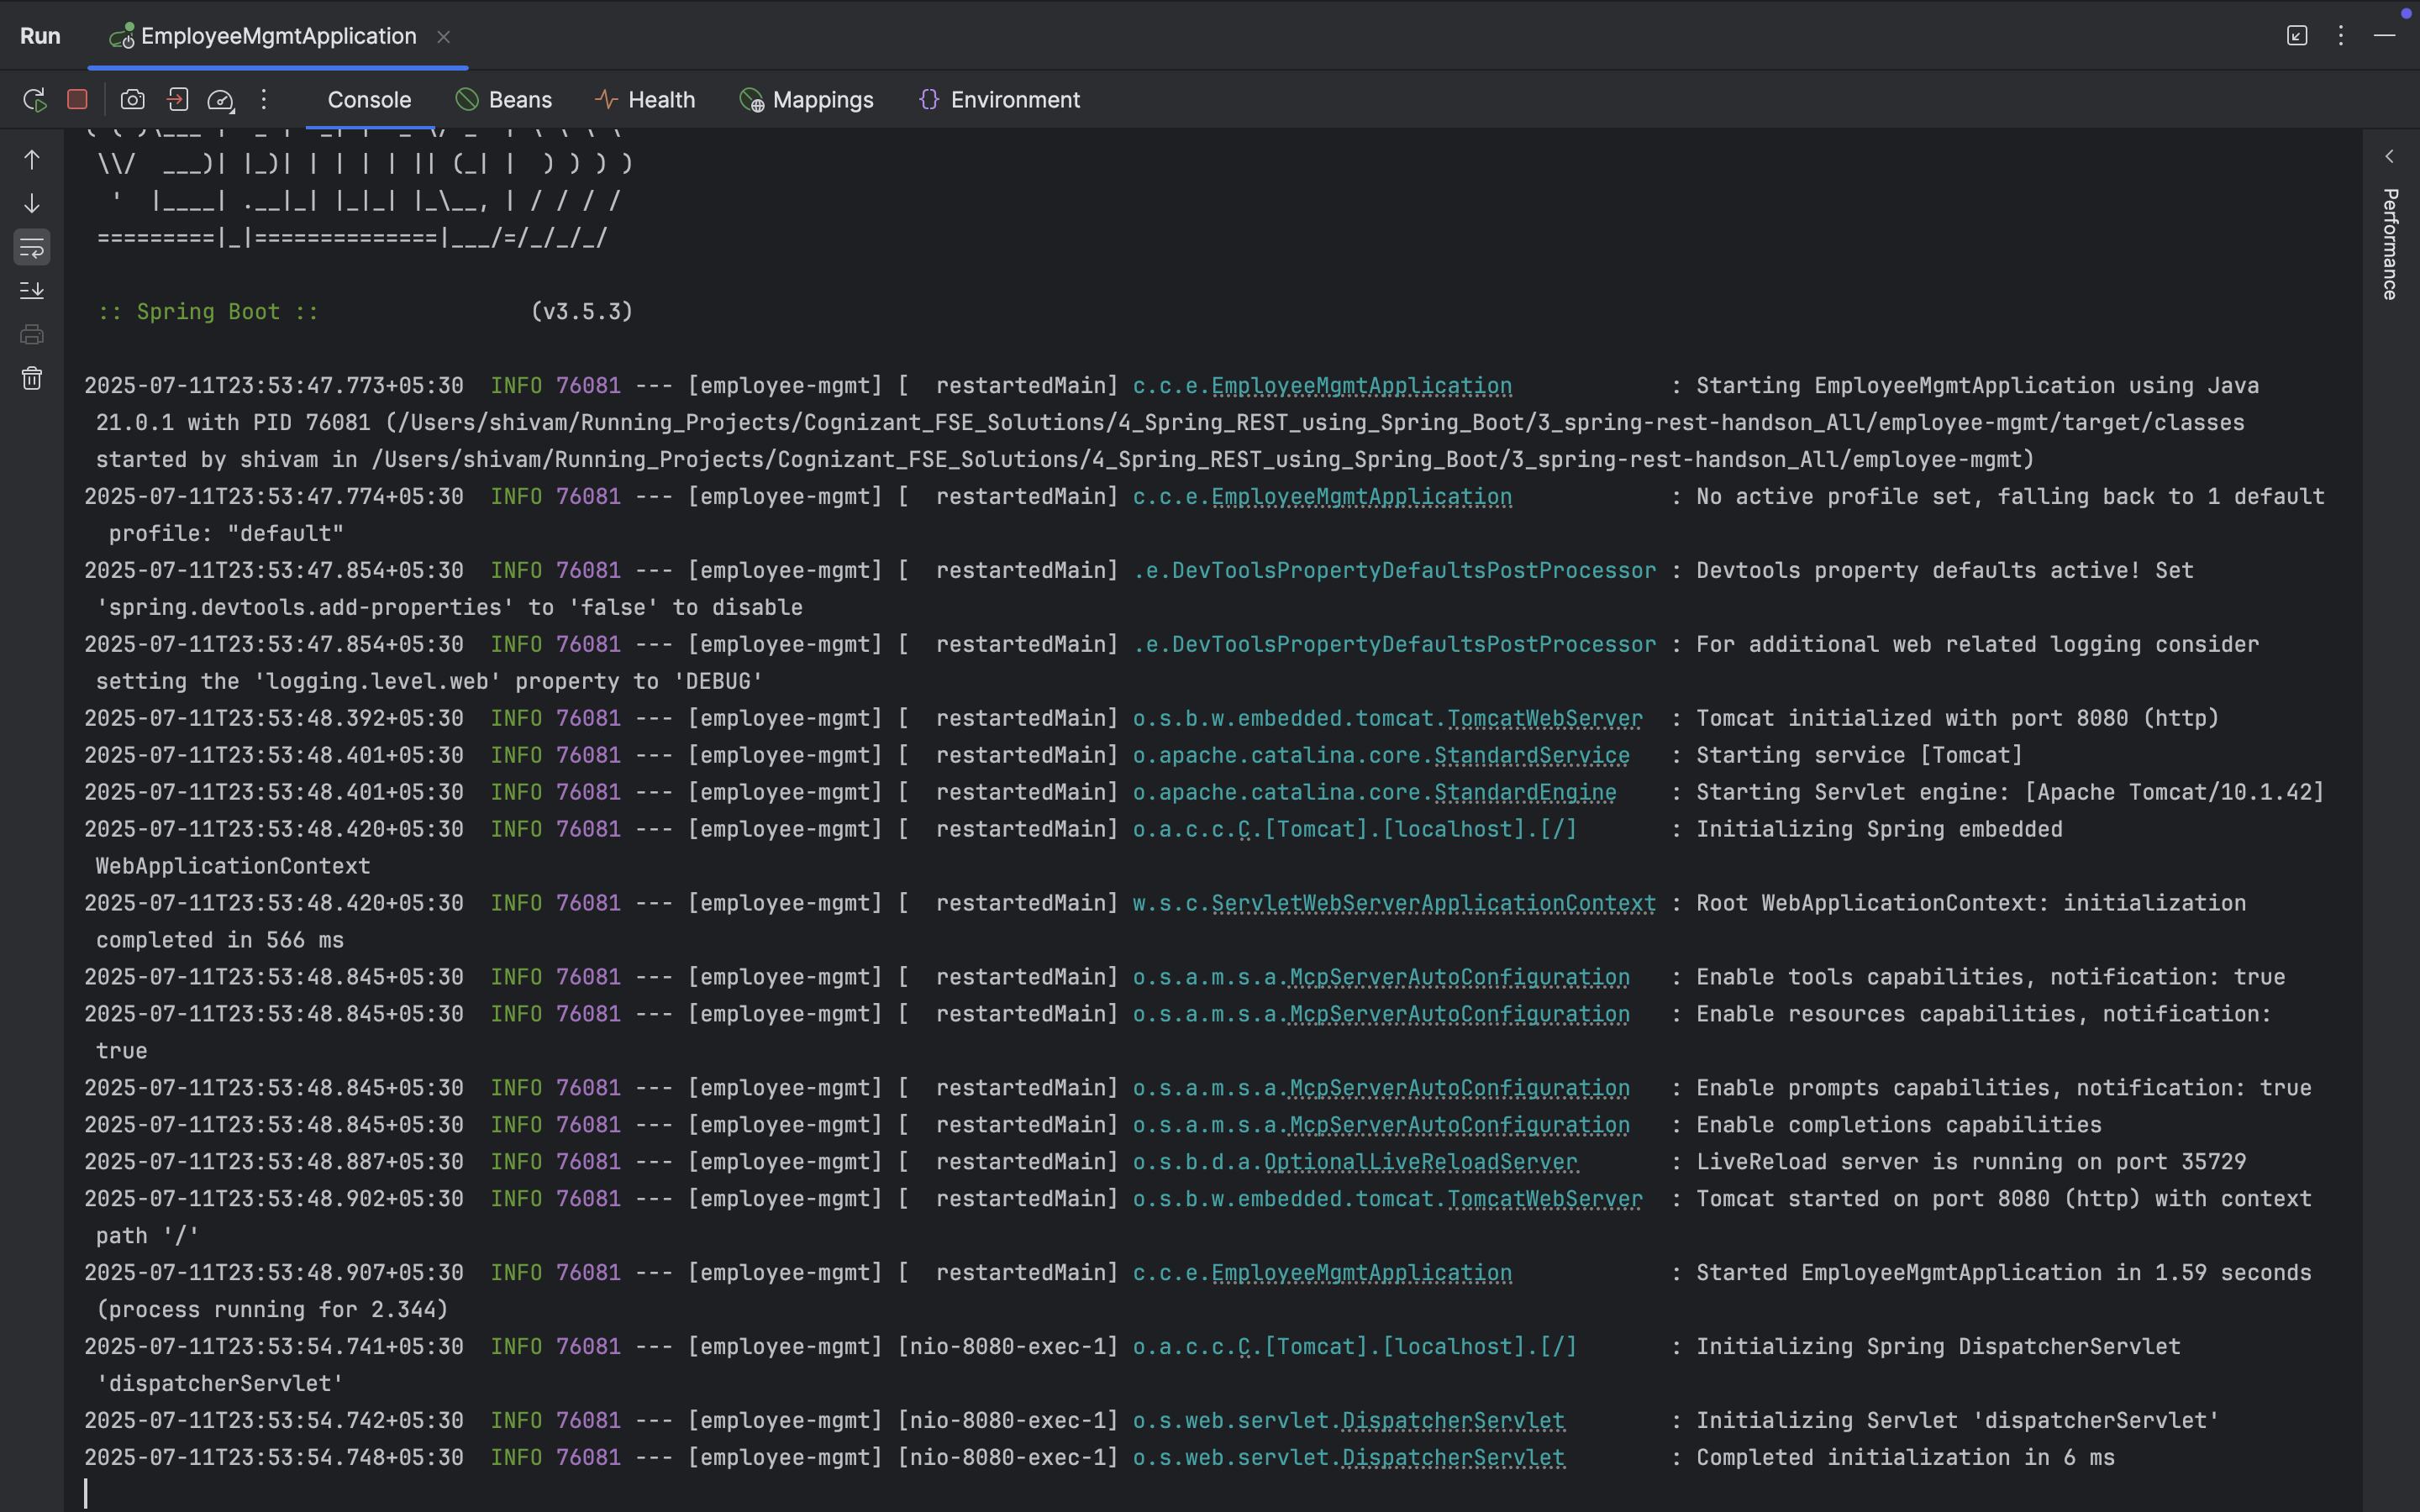 Run EmployeeMgmtApplication
Console Beans Health Mappings Environment
 \\/  ___)| |_)| | | | | || (_| |  ) ) ) )
  '  |____| .__|_| |_|_| |_\__, | / / / /
 =========|_|==============|___/=/_/_/_/
 :: Spring Boot ::                (v3.5.3)
2025-07-11T23:53:47.773+05:30  INFO 76081 --- [employee-mgmt] [  restartedMain] c.c.e.EmployeeMgmtApplication            : Starting EmployeeMgmtApplication using Java
21.0.1 with PID 76081 (/Users/shivam/Running_Projects/Cognizant_FSE_Solutions/4_Spring_REST_using_Spring_Boot/3_spring-rest-handson_All/employee-mgmt/target/classes
started by shivam in /Users/shivam/Running_Projects/Cognizant_FSE_Solutions/4_Spring_REST_using_Spring_Boot/3_spring-rest-handson_All/employee-mgmt)
2025-07-11T23:53:47.774+05:30  INFO 76081 --- [employee-mgmt] [  restartedMain] c.c.e.EmployeeMgmtApplication            : No active profile set, falling back to 1 default
profile: "default"
2025-07-11T23:53:47.854+05:30  INFO 76081 --- [employee-mgmt] [  restartedMain] .e.DevToolsPropertyDefaultsPostProcessor : Devtools property defaults active! Set
'spring.devtools.add-properties' to 'false' to disable
2025-07-11T23:53:47.854+05:30  INFO 76081 --- [employee-mgmt] [  restartedMain] .e.DevToolsPropertyDefaultsPostProcessor : For additional web related logging consider
setting the 'logging.level.web' property to 'DEBUG'
2025-07-11T23:53:48.392+05:30  INFO 76081 --- [employee-mgmt] [  restartedMain] o.s.b.w.embedded.tomcat.TomcatWebServer  : Tomcat initialized with port 8080 (http)
2025-07-11T23:53:48.401+05:30  INFO 76081 --- [employee-mgmt] [  restartedMain] o.apache.catalina.core.StandardService   : Starting service [Tomcat]
2025-07-11T23:53:48.401+05:30  INFO 76081 --- [employee-mgmt] [  restartedMain] o.apache.catalina.core.StandardEngine    : Starting Servlet engine: [Apache Tomcat/10.1.42]
2025-07-11T23:53:48.420+05:30  INFO 76081 --- [employee-mgmt] [  restartedMain] o.a.c.c.C.[Tomcat].[localhost].[/]       : Initializing Spring embedded
WebApplicationContext
2025-07-11T23:53:48.420+05:30  INFO 76081 --- [employee-mgmt] [  restartedMain] w.s.c.ServletWebServerApplicationContext : Root WebApplicationContext: initialization
completed in 566 ms
2025-07-11T23:53:48.845+05:30  INFO 76081 --- [employee-mgmt] [  restartedMain] o.s.a.m.s.a.McpServerAutoConfiguration   : Enable tools capabilities, notification: true
2025-07-11T23:53:48.845+05:30  INFO 76081 --- [employee-mgmt] [  restartedMain] o.s.a.m.s.a.McpServerAutoConfiguration   : Enable resources capabilities, notification:
true
2025-07-11T23:53:48.845+05:30  INFO 76081 --- [employee-mgmt] [  restartedMain] o.s.a.m.s.a.McpServerAutoConfiguration   : Enable prompts capabilities, notification: true
2025-07-11T23:53:48.845+05:30  INFO 76081 --- [employee-mgmt] [  restartedMain] o.s.a.m.s.a.McpServerAutoConfiguration   : Enable completions capabilities
2025-07-11T23:53:48.887+05:30  INFO 76081 --- [employee-mgmt] [  restartedMain] o.s.b.d.a.OptionalLiveReloadServer       : LiveReload server is running on port 35729
2025-07-11T23:53:48.902+05:30  INFO 76081 --- [employee-mgmt] [  restartedMain] o.s.b.w.embedded.tomcat.TomcatWebServer  : Tomcat started on port 8080 (http) with context
path '/'
2025-07-11T23:53:48.907+05:30  INFO 76081 --- [employee-mgmt] [  restartedMain] c.c.e.EmployeeMgmtApplication            : Started EmployeeMgmtApplication in 1.59 seconds
(process running for 2.344)
2025-07-11T23:53:54.741+05:30  INFO 76081 --- [employee-mgmt] [nio-8080-exec-1] o.a.c.c.C.[Tomcat].[localhost].[/]       : Initializing Spring DispatcherServlet
'dispatcherServlet'
2025-07-11T23:53:54.742+05:30  INFO 76081 --- [employee-mgmt] [nio-8080-exec-1] o.s.web.servlet.DispatcherServlet        : Initializing Servlet 'dispatcherServlet'
2025-07-11T23:53:54.748+05:30  INFO 76081 --- [employee-mgmt] [nio-8080-exec-1] o.s.web.servlet.DispatcherServlet        : Completed initialization in 6 ms
Performance